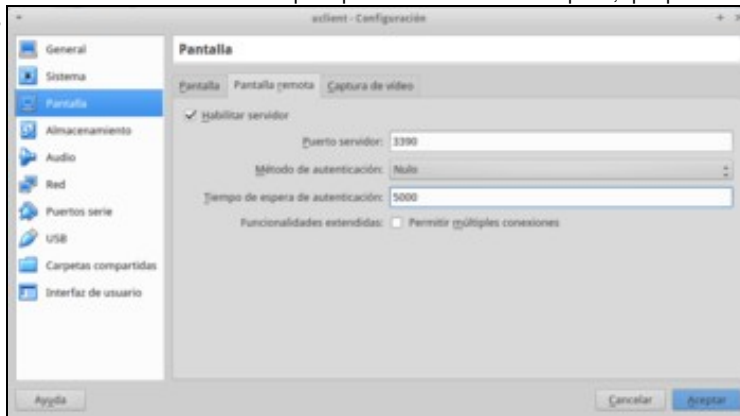 uclient - Configuración
General
Sistema
Pantalla
Almacenamiento
Audio
Red
Puertos serie
USB
Carpetas compartidas
Interfaz de usuario
Pantalla
Pantalla Pantalla remota Captura de vídeo
Habilitar servidor
Puerto servidor: 3390
Método de autenticación: Nulo
Tiempo de espera de autenticación: 5000
Funcionalidades extendidas: Permitir múltiples conexiones
Ayuda Cancelar Aceptar